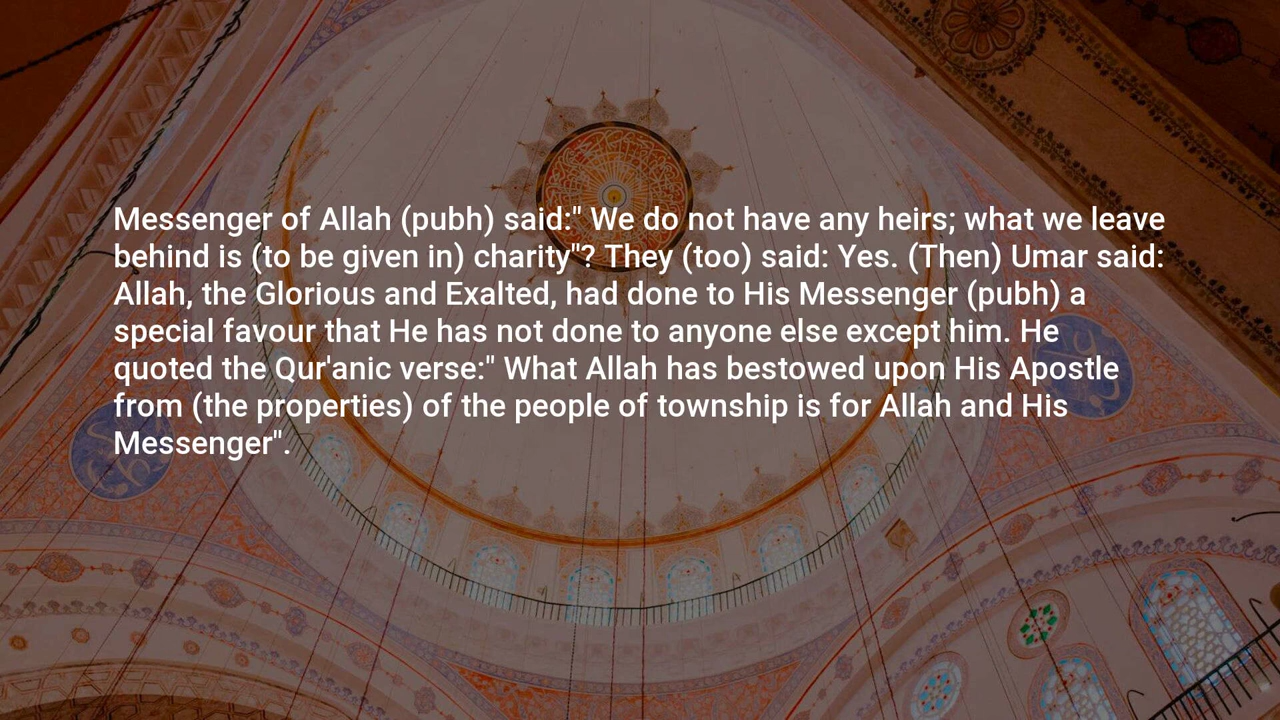 Messenger of Allah (pubh) said:" We do not have any heirs; what we leave
behind is (to be given in) charity"? They (too) said: Yes. (Then) Umar said:
Allah, the Glorious and Exalted, had done to His Messenger (pubh) a
special favour that He has not done to anyone else except him. He
quoted the Qur'anic verse:" What Allah has bestowed upon His Apostle
from (the properties) of the people of township is for Allah and His
Messenger".